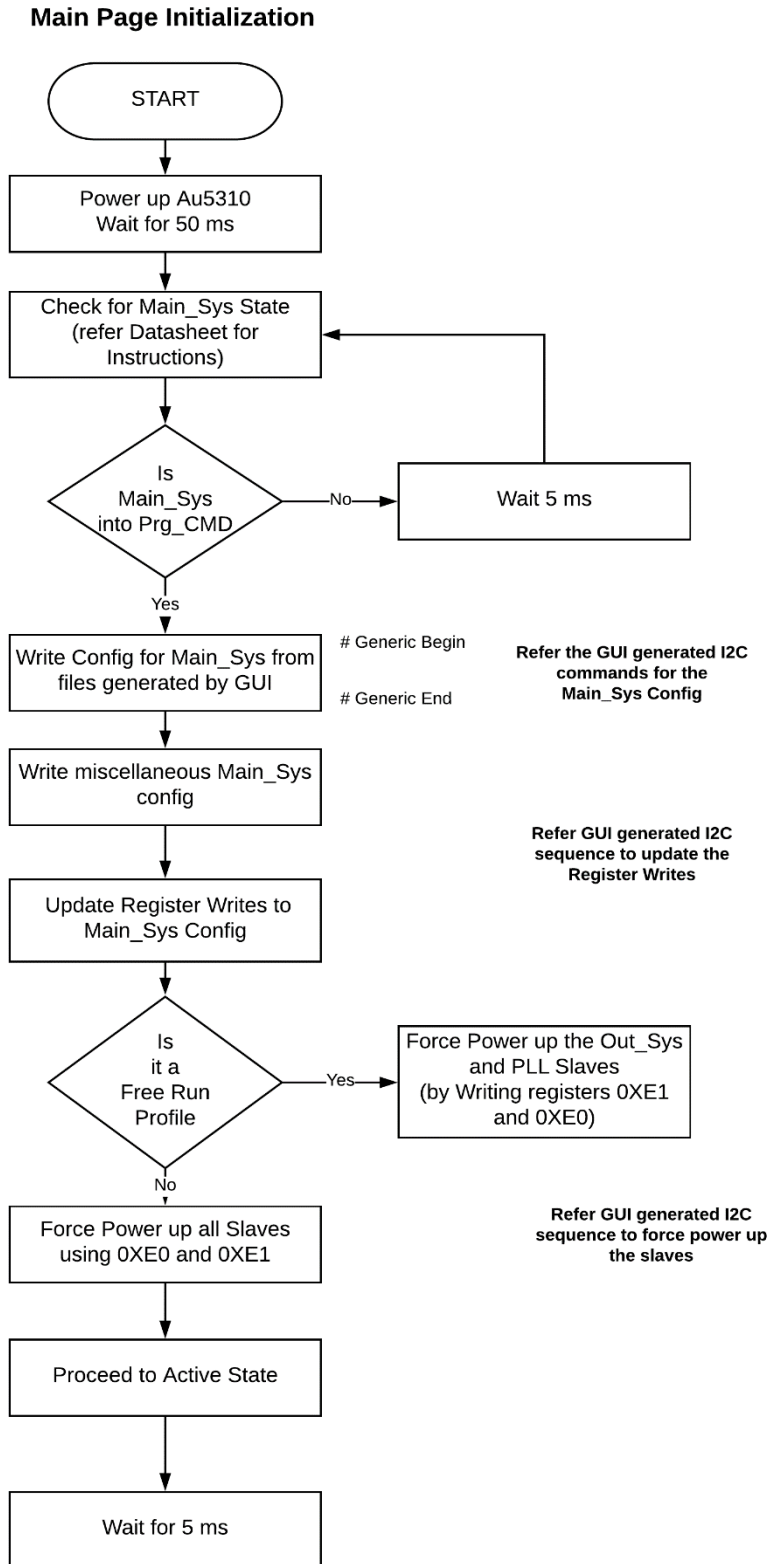 Main Page Initialization
START
Power up Au5310
Wait for 50 ms
Check for Main_Sys State
(refer Datasheet for
Instructions)
Is
Main_Sys
into Prg_CMD
No
Wait 5 ms
Yes
Write Config for Main_Sys from
files generated by GUI
# Generic Begin
# Generic End
Refer the GUI generated I2C
commands for the
Main_Sys Config
Write miscellaneous Main_Sys
config
Refer GUI generated I2C
sequence to update the
Register Writes
Update Register Writes to
Main_Sys Config
Is
it a
Free Run
Profile
Yes
Force Power up the Out_Sys
and PLL Slaves
(by Writing registers 0XE1
and 0XE0)
No
Force Power up all Slaves
using 0XE0 and 0XE1
Refer GUI generated I2C
sequence to force power up
the slaves
Proceed to Active State
Wait for 5 ms